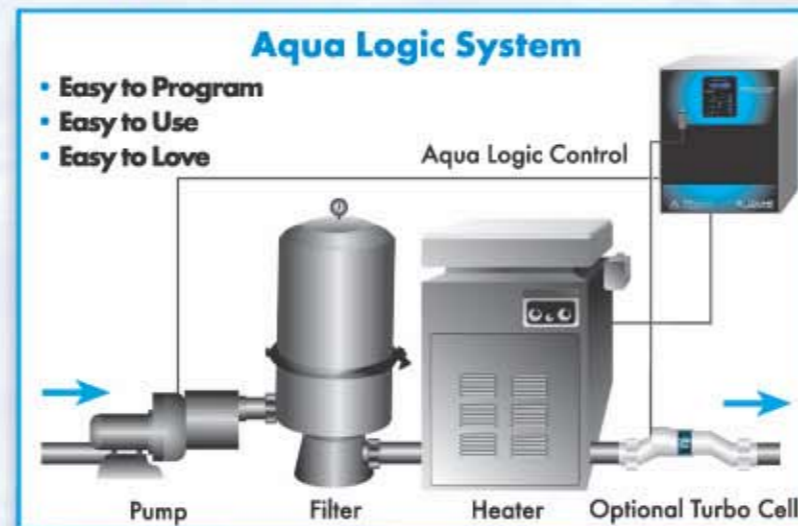 Aqua Logic System
• Easy to Program
• Easy to Use
• Easy to Love
Aqua Logic Control
Pump
Filter
Heater
Optional Turbo Cell